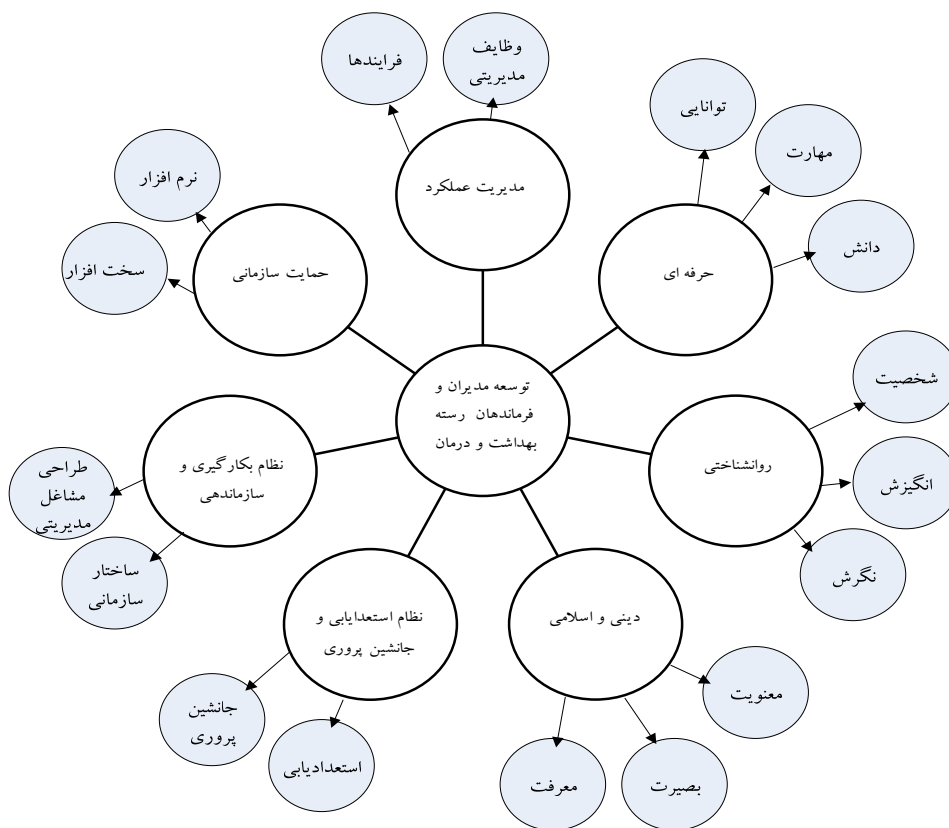 وظایف
مدیریتی
فرایندها
توانایی
مهارت
دانش
نرم افزار
سخت افزار
مدیریت عملکرد
حرفه ای
حمایت سازمانی
توسعه مدیران و
فرماندهان رسته
بهداشت و درمان
شخصیت
انگیزش
نگرش
روانشناختی
نظام بکارگیری و
سازماندهی
طراحی
مشاغل
مدیریتی
ساختار
سازمانی
دینی و اسلامی
نظام استعدایابی و
جانشین پروری
معنویت
بصیرت
معرفت
جانشین
پروری
استعدادیابی